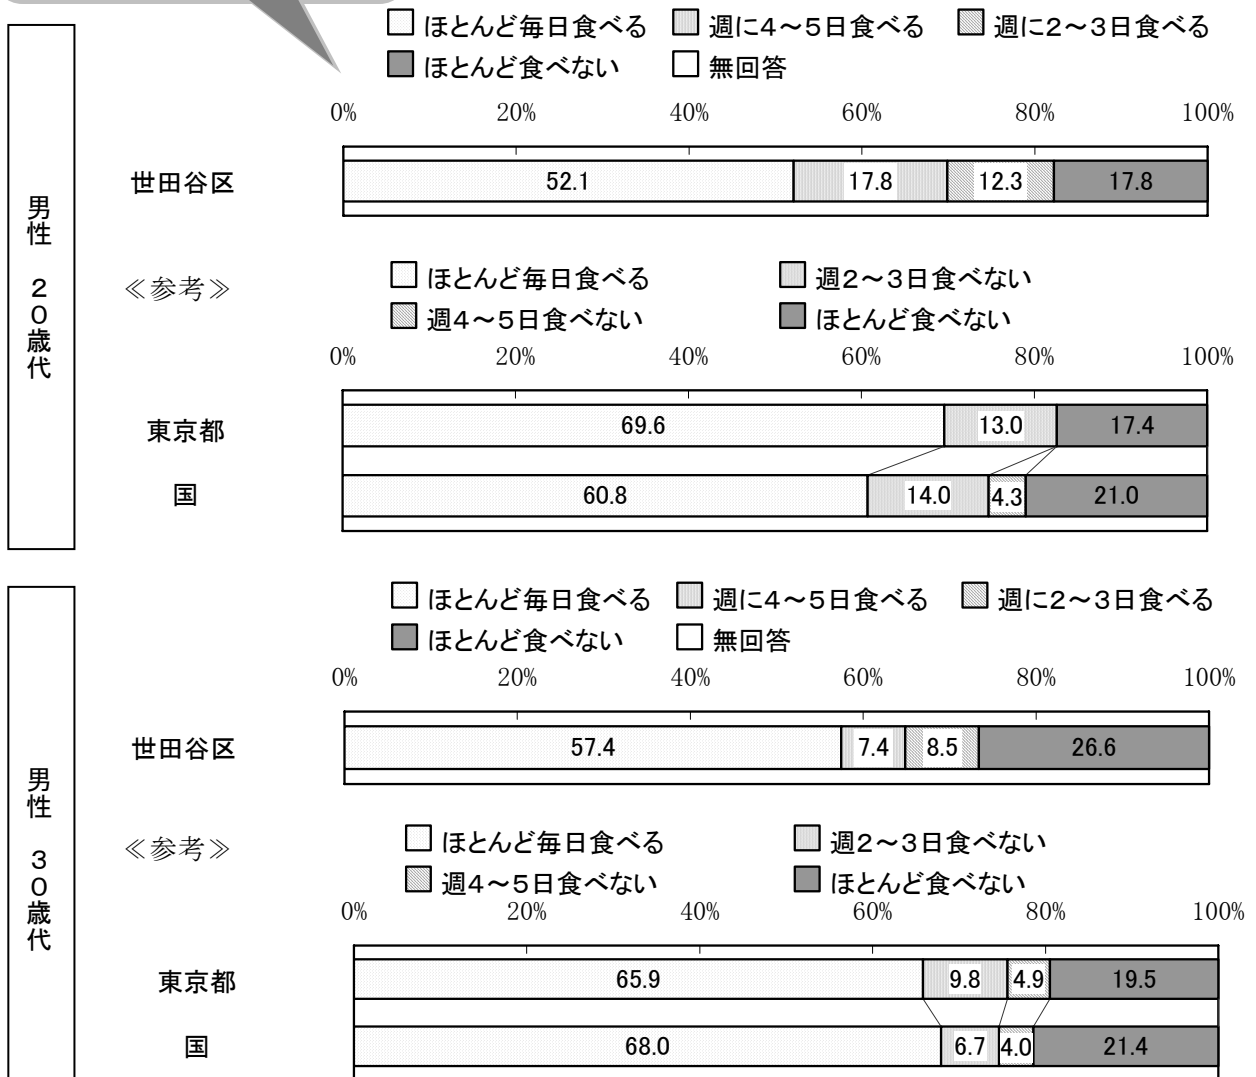 ほとんど毎日食べる 週に4～5日食べる 週に2～3日食べる
ほとんど食べない 無回答
0% 20% 40% 60% 80% 100%
男性 20歳代
世田谷区 52.1 17.8 12.3 17.8
≪参考≫
ほとんど毎日食べる 週2～3日食べない
週4～5日食べない ほとんど食べない
0% 20% 40% 60% 80% 100%
東京都 69.6 13.0 17.4
国 60.8 14.0 4.3 21.0
男性 30歳代
ほとんど毎日食べる 週に4～5日食べる 週に2～3日食べる
ほとんど食べない 無回答
0% 20% 40% 60% 80% 100%
世田谷区 57.4 7.4 8.5 26.6
≪参考≫
ほとんど毎日食べる 週2～3日食べない
週4～5日食べない ほとんど食べない
0% 20% 40% 60% 80% 100%
東京都 65.9 9.8 4.9 19.5
国 68.0 6.7 4.0 21.4